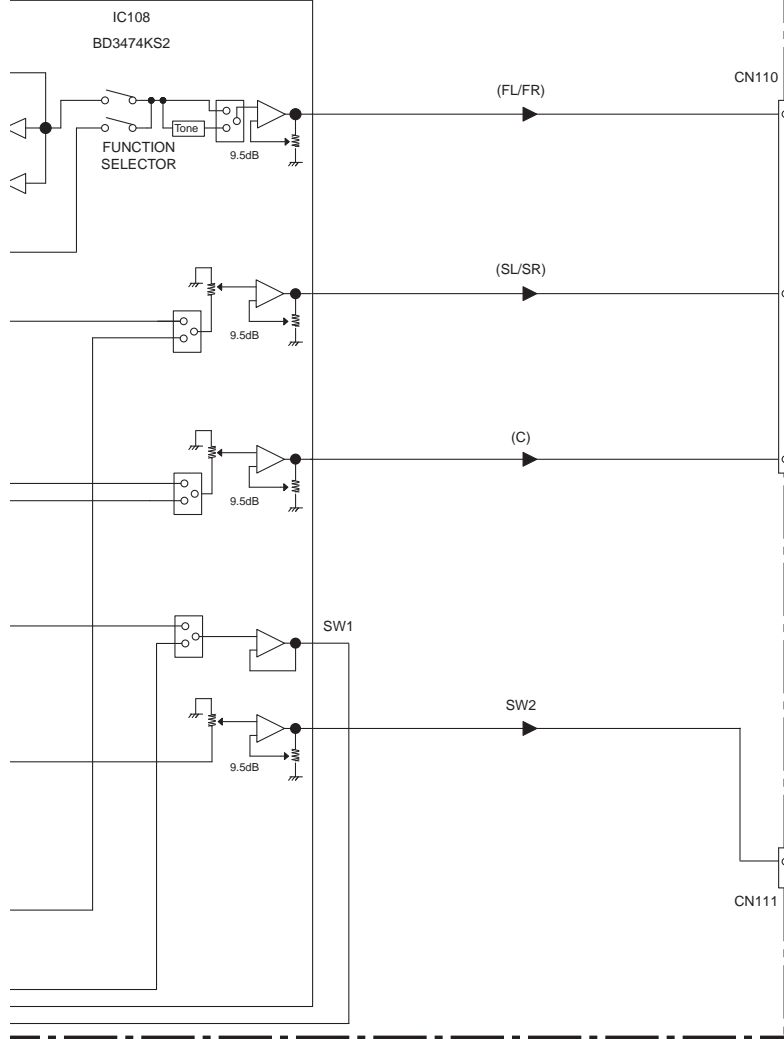 IC108
BD3474KS2
CN110
(FL/FR)
Tone
FUNCTION
SELECTOR
9.5dB
(SL/SR)
9.5dB
(C)
9.5dB
SW1
SW2
9.5dB
CN111